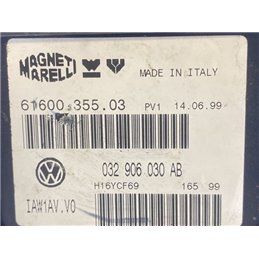 MAGNETI
MARELLI
MADE IN ITALY
61600.355.03 PV1 14.06.99
032 906 030 AB
H16YCF69 165 99
IAW1AV.V0